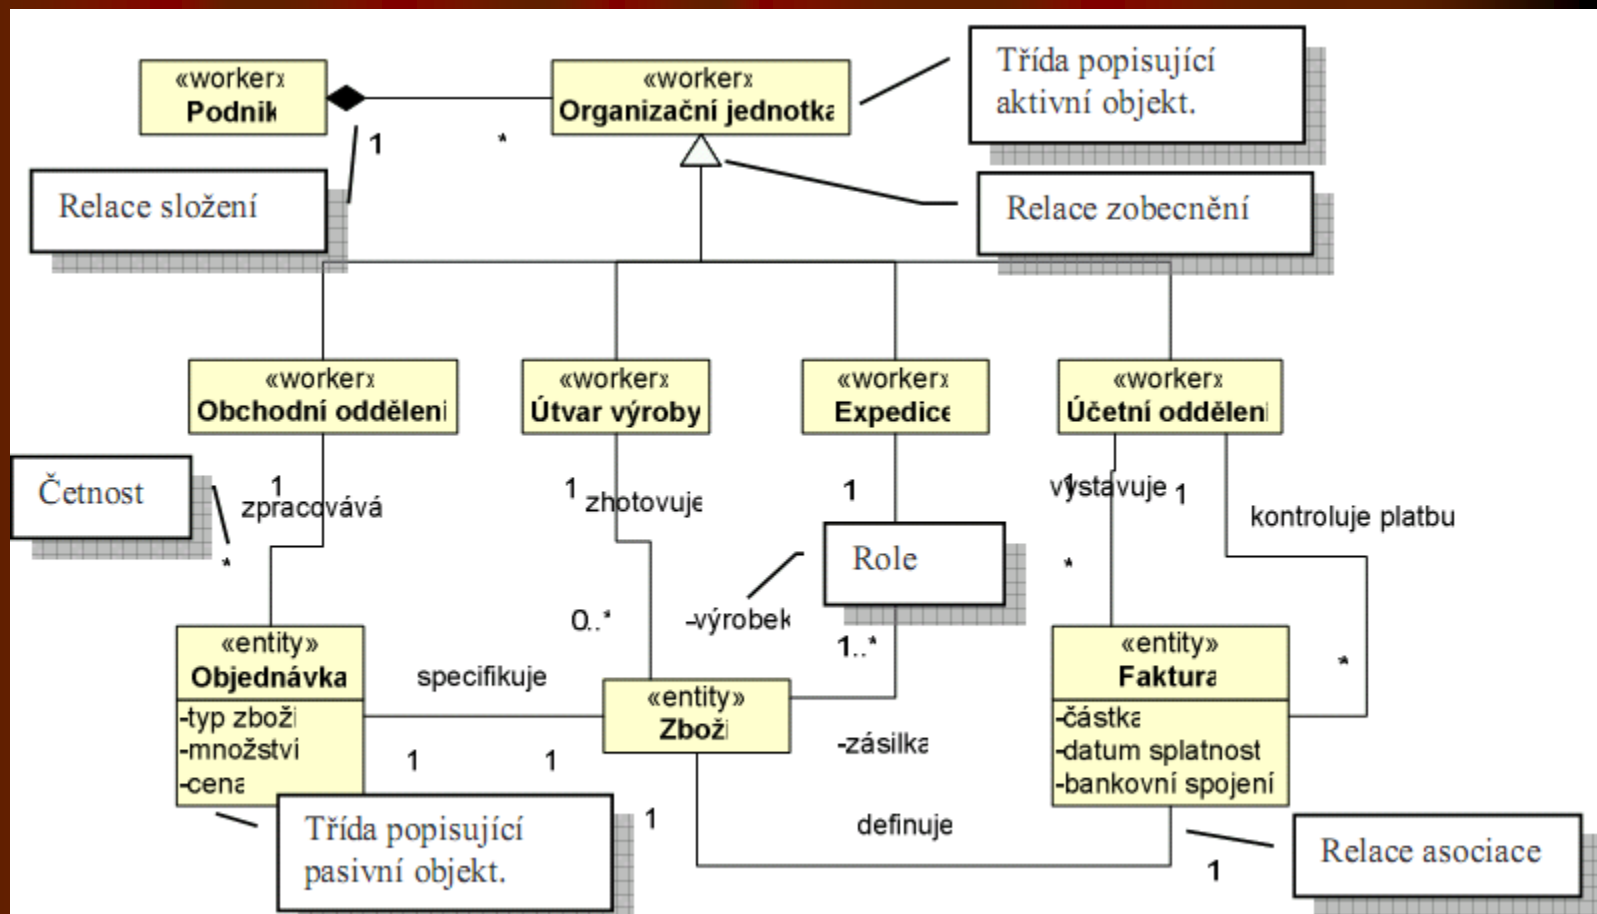 «worker»
Podnik
«worker»
Organizační jednotka
Třída popisující
aktivní objekt.
1
*
Relace složení
Relace zobecnění
«worker»
Obchodní oddělení
«worker»
Útvar výroby
«worker»
Expedice
«worker»
Účetní oddělení
Četnost
1
zpracovává
*
1
zhotovuje
0..*
-výrobek
1
Role
1..*
1
vystavuje
*
1
kontroluje platbu
*
«entity»
Objednávka
-typ zboží
-množství
-cena
specifikuje
1
1
«entity»
Zboží
-zásilka
«entity»
Faktura
-částka
-datum splatnost
-bankovní spojení
Třída popisující
pasivní objekt.
1
definuje
1
Relace asociace